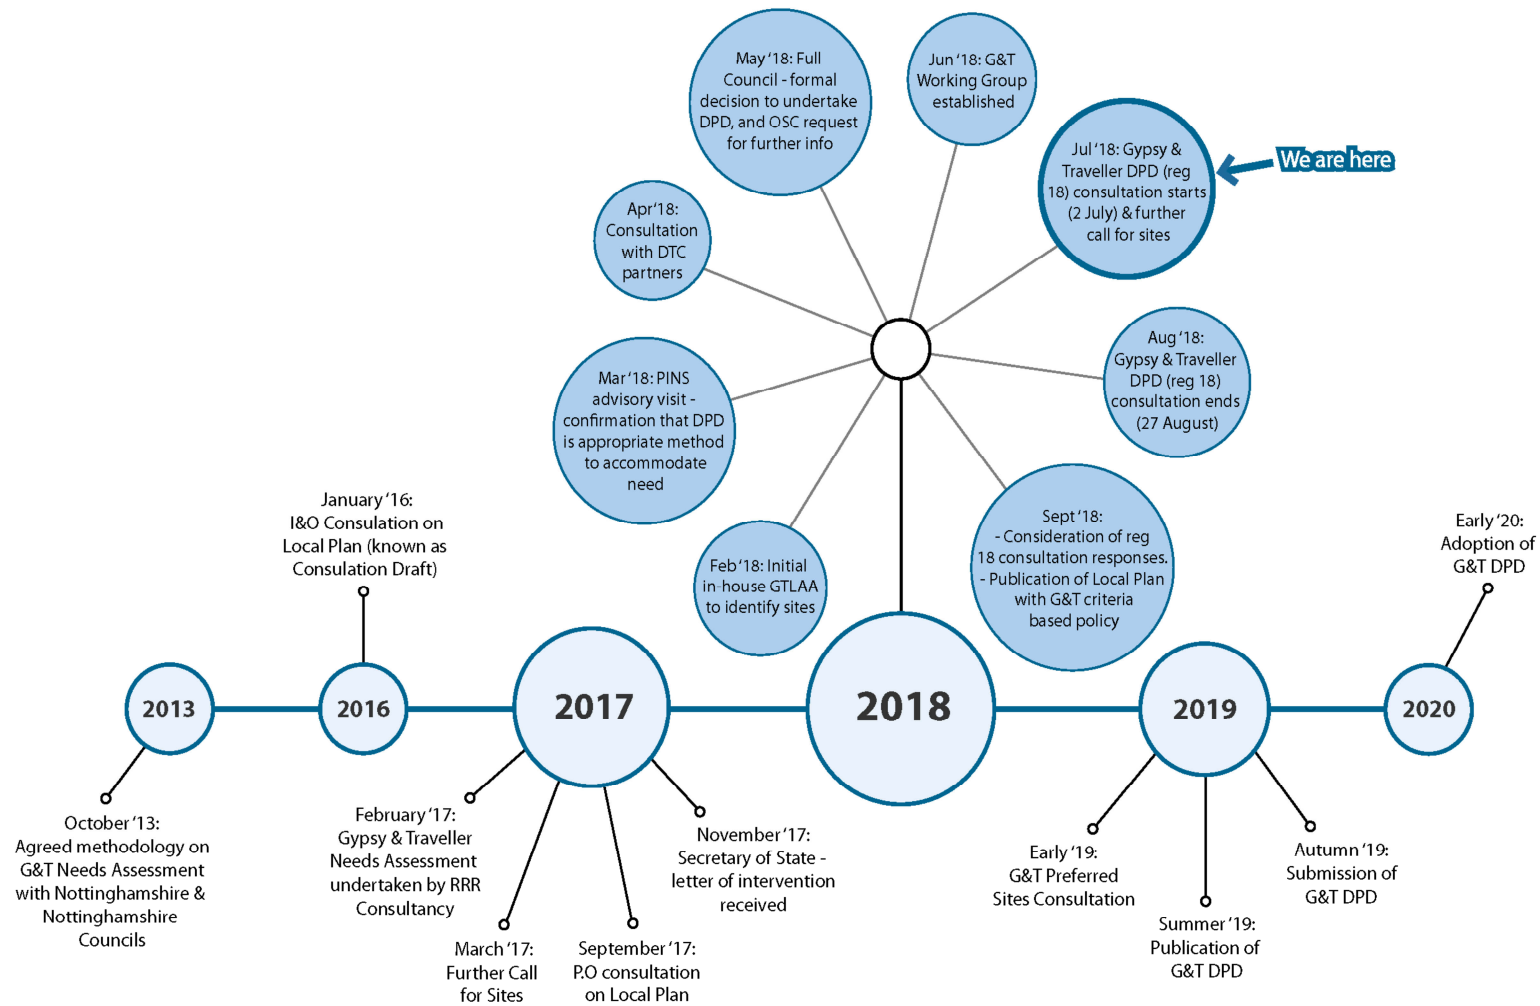 May ‘18: Full
Council - formal
decision to undertake
DPD, and OSC request
for further info
Jun ‘18: G&T
Working Group
established
Jul ‘18: Gypsy &
Traveller DPD (reg
18) consultation starts
(2 July) & further
call for sites
We are here
Apr‘18:
Consultation
with DTC
partners
Aug ‘18:
Gypsy & Traveller
DPD (reg 18)
consultation ends
(27 August)
Mar ‘18: PINS
advisory visit -
confirmation that DPD
is appropriate method
to accommodate
need
Sept ‘18:
- Consideration of reg
18 consultation responses.
- Publication of Local Plan
with G&T criteria
based policy
Feb ‘18: Initial
in-house GTLAA
to identify sites
January ‘16:
I&O Consulation on
Local Plan (known as
Consulation Draft)
Early ‘20:
Adoption of
G&T DPD
2013
2016
2017
2018
2019
2020
October ‘13:
Agreed methodology on
G&T Needs Assessment
with Nottinghamshire &
Nottinghamshire
Councils
February ‘17:
Gypsy & Traveller
Needs Assessment
undertaken by RRR
Consultancy
March ‘17:
Further Call
for Sites
September ‘17:
P.O consultation
on Local Plan
November ‘17:
Secretary of State -
letter of intervention
received
Early ‘19:
G&T Preferred
Sites Consultation
Summer ‘19:
Publication of
G&T DPD
Autumn ‘19:
Submission of
G&T DPD